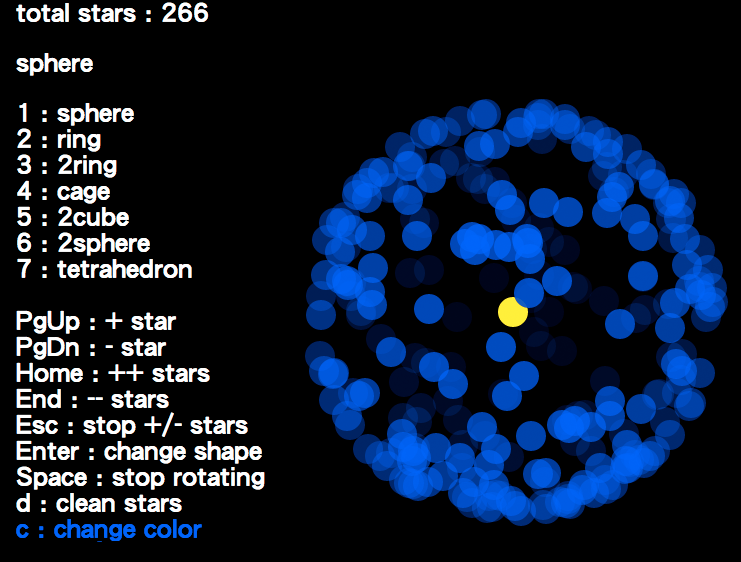 total stars : 266
sphere
1 : sphere
2 : ring
3 : 2ring
4 : cage
5 : 2cube
6 : 2sphere
7 : tetrahedron
PgUp : + star
PgDn : - star
Home : ++ stars
End : -- stars
Esc : stop +/- stars
Enter : change shape
Space : stop rotating
d : clean stars
c : change color